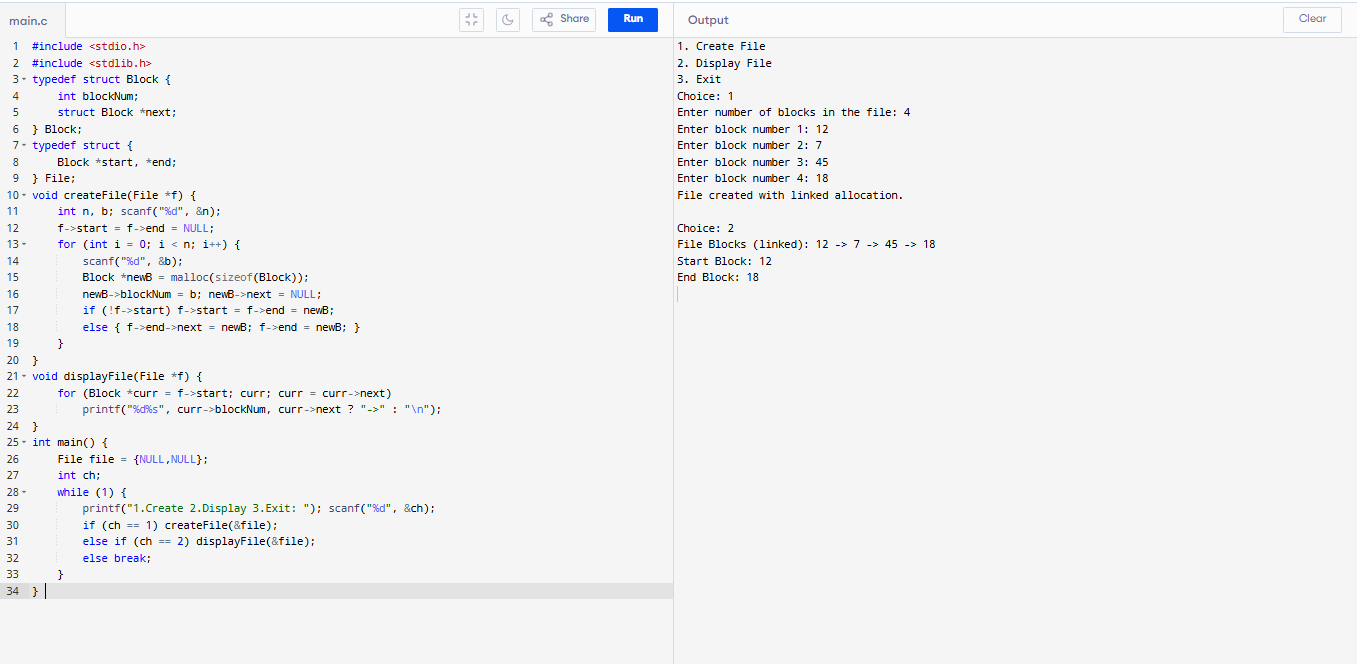 main.c
Share
Run
Output
Clear
1 #include <stdio.h>
2 #include <stdlib.h>
3 typedef struct Block {
4     int blockNum;
5     struct Block *next;
6 } Block;
7 typedef struct {
8     Block *start, *end;
9 } File;
10 void createFile(File *f) {
11     int n, b; scanf("%d", &n);
12     f->start = f->end = NULL;
13     for (int i = 0; i < n; i++) {
14         scanf("%d", &b);
15         Block *newB = malloc(sizeof(Block));
16         newB->blockNum = b; newB->next = NULL;
17         if (!f->start) f->start = f->end = newB;
18         else { f->end->next = newB; f->end = newB; }
19     }
20 }
21 void displayFile(File *f) {
22     for (Block *curr = f->start; curr; curr = curr->next)
23         printf("%d%s", curr->blockNum, curr->next ? "->" : "\n");
24 }
25 int main() {
26     File file = {NULL,NULL};
27     int ch;
28     while (1) {
29         printf("1.Create 2.Display 3.Exit: "); scanf("%d", &ch);
30         if (ch == 1) createFile(&file);
31         else if (ch == 2) displayFile(&file);
32         else break;
33     }
34 }
1. Create File
2. Display File
3. Exit
Choice: 1
Enter number of blocks in the file: 4
Enter block number 1: 12
Enter block number 2: 7
Enter block number 3: 45
Enter block number 4: 18
File created with linked allocation.
Choice: 2
File Blocks (linked): 12 -> 7 -> 45 -> 18
Start Block: 12
End Block: 18